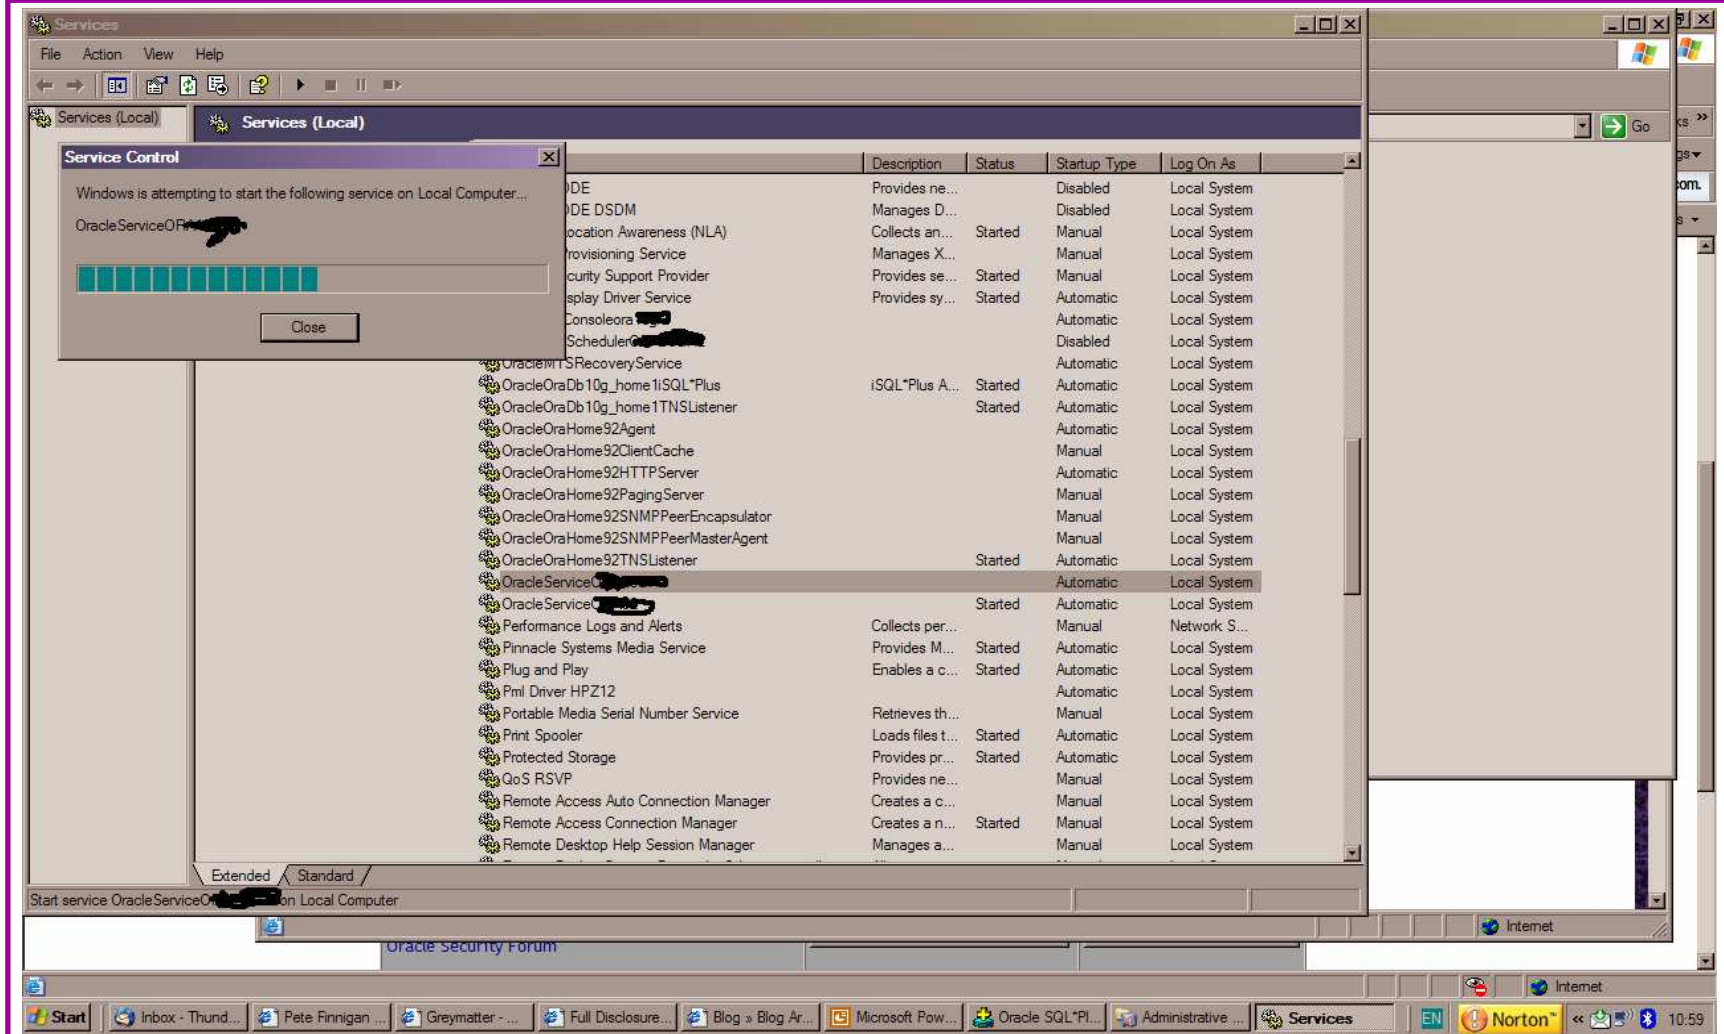 Services
File Action View Help
Services (Local)
Services (Local)
Go
Service Control
Windows is attempting to start the following service on Local Computer...
Close
Description Status Startup Type Log On As
DDE Provides ne... Disabled Local System
DDE DSDM Manages D... Disabled Local System
ocation Awareness (NLA) Collects an... Started Manual Local System
rovisioning Service Manages X... Manual Local System
curity Support Provider Provides se... Started Manual Local System
splay Driver Service Provides sy... Started Automatic Local System
Consoleora Automatic Local System
Scheduler Disabled Local System
OracleMTSRecoveryService Automatic Local System
OracleOraDb10g_home1iSQL*Plus iSQL*Plus A... Started Automatic Local System
OracleOraDb10g_home1TNSListener Started Automatic Local System
OracleOraHome92Agent Automatic Local System
OracleOraHome92ClientCache Manual Local System
OracleOraHome92HTTPServer Automatic Local System
OracleOraHome92PagingServer Manual Local System
OracleOraHome92SNMPPeerEncapsulator Manual Local System
OracleOraHome92SNMPPeerMasterAgent Manual Local System
OracleOraHome92TNSListener Started Automatic Local System
OracleService Automatic Local System
OracleService Started Automatic Local System
Performance Logs and Alerts Collects per... Manual Network S...
Pinnacle Systems Media Service Provides M... Started Automatic Local System
Plug and Play Enables a c... Started Automatic Local System
Pml Driver HPZ12 Automatic Local System
Portable Media Serial Number Service Retrieves th... Manual Local System
Print Spooler Loads files t... Started Automatic Local System
Protected Storage Provides pr... Started Automatic Local System
QoS RSVP Provides ne... Manual Local System
Remote Access Auto Connection Manager Creates a c... Manual Local System
Remote Access Connection Manager Creates a n... Started Manual Local System
Remote Desktop Help Session Manager Manages a... Manual Local System
Extended Standard
Start service on Local Computer
Internet
Oracle Security Forum
Internet
Start Inbox - Thund... Pete Finnigan ... Greymatter - ... Full Disclosure... Blog » Blog Ar... Microsoft Pow... Oracle SQL*Pl... Administrative ... Services EN Norton™ « 10:59